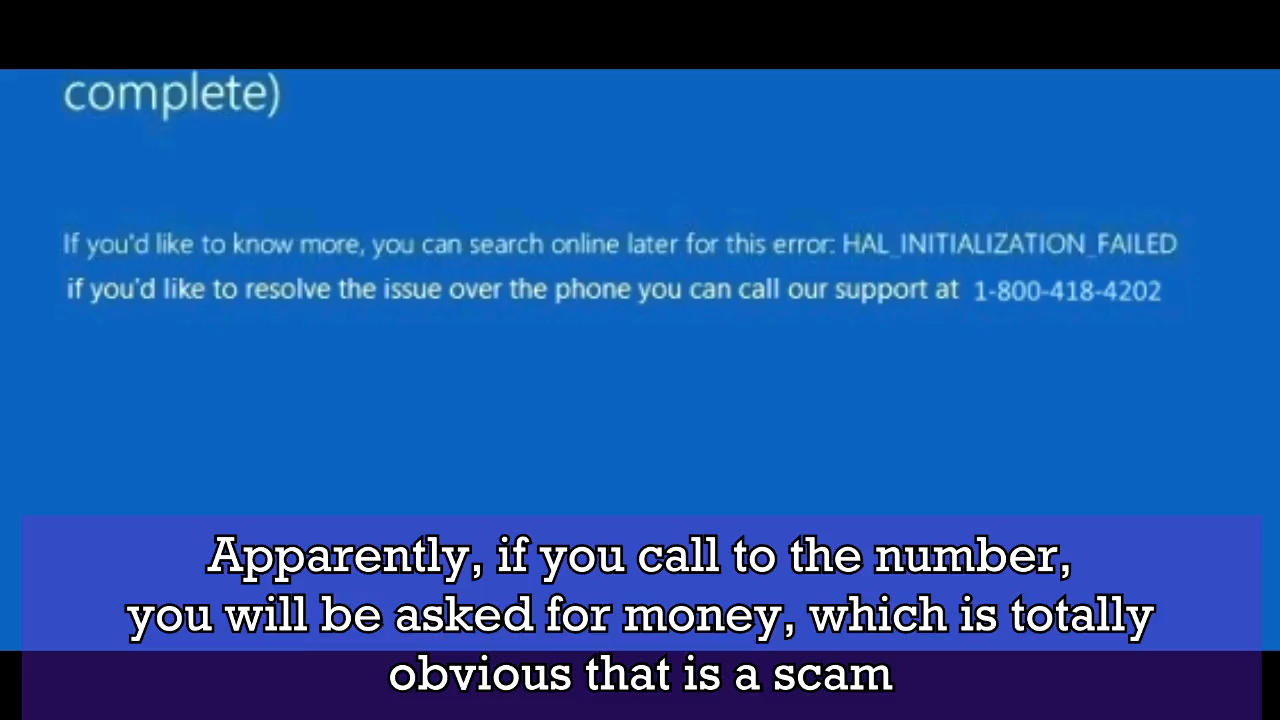 complete)
If you'd like to know more, you can search online later for this error: HAL_INITIALIZATION_FAILED
if you'd like to resolve the issue over the phone you can call our support at 1-800-418-4202
Apparently, if you call to the number,
you will be asked for money, which is totally
obvious that is a scam